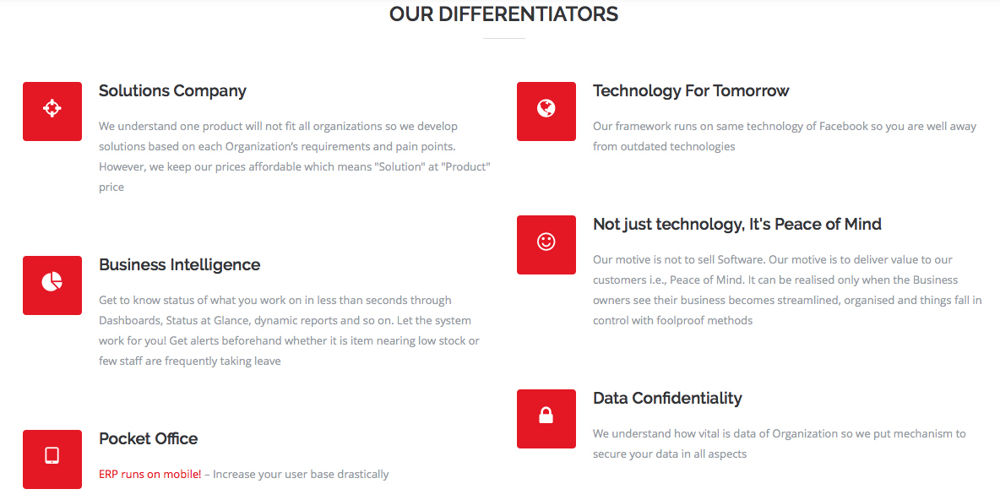 OUR DIFFERENTIATORS
Solutions Company
We understand one product will not fit all organizations so we develop
solutions based on each Organization's requirements and pain points.
However, we keep our prices affordable which means "Solution" at "Product"
price
Business Intelligence
Get to know status of what you work on in less than seconds through
Dashboards, Status at Glance, dynamic reports and so on. Let the system
work for you! Get alerts beforehand whether it is item nearing low stock or
few staff are frequently taking leave
Pocket Office
ERP runs on mobile! – Increase your user base drastically
Technology For Tomorrow
Our framework runs on same technology of Facebook so you are well away
from outdated technologies
Not just technology, It's Peace of Mind
Our motive is not to sell Software. Our motive is to deliver value to our
customers i.e., Peace of Mind. It can be realised only when the Business
owners see their business becomes streamlined, organised and things fall in
control with foolproof methods
Data Confidentiality
We understand how vital is data of Organization so we put mechanism to
secure your data in all aspects